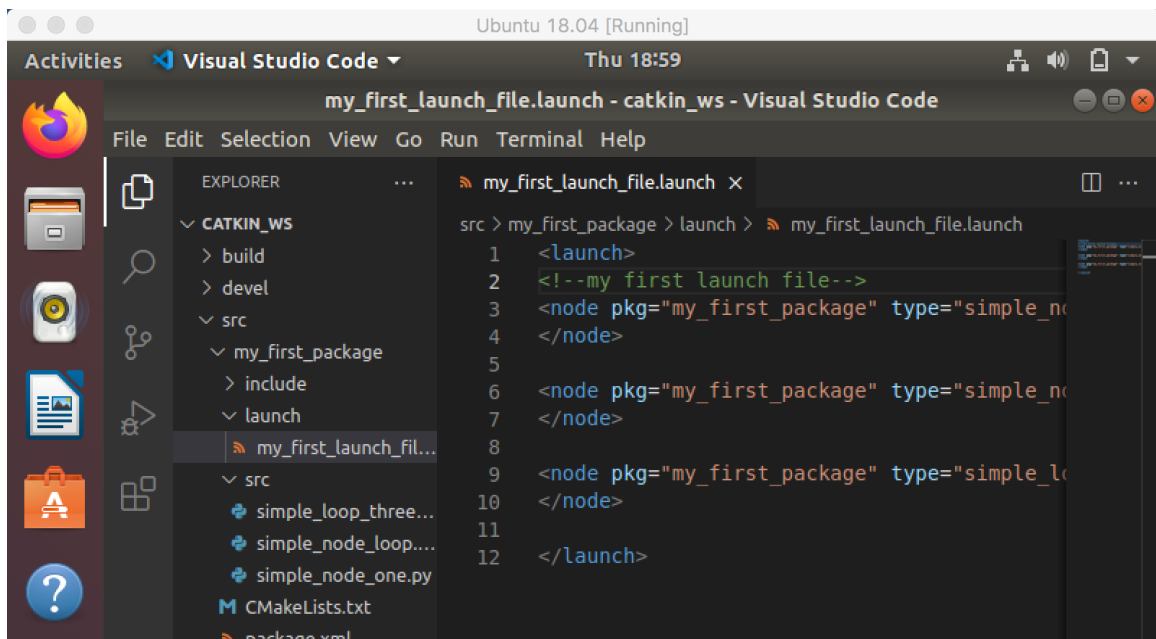 Ubuntu 18.04 [Running]
Activities Visual Studio Code Thu 18:59
my_first_launch_file.launch - catkin_ws - Visual Studio Code
File Edit Selection View Go Run Terminal Help
EXPLORER ...
my_first_launch_file.launch
CATKIN_WS
build
devel
src
my_first_package
include
launch
my_first_launch_fil...
src
simple_loop_three...
simple_node_loop....
simple_node_one.py
CMakeLists.txt
package.xml
src > my_first_package > launch > my_first_launch_file.launch
1 <launch>
2 <!--my first launch file-->
3 <node pkg="my_first_package" type="simple_no
4 </node>
5
6 <node pkg="my_first_package" type="simple_no
7 </node>
8
9 <node pkg="my_first_package" type="simple_lo
10 </node>
11
12 </launch>